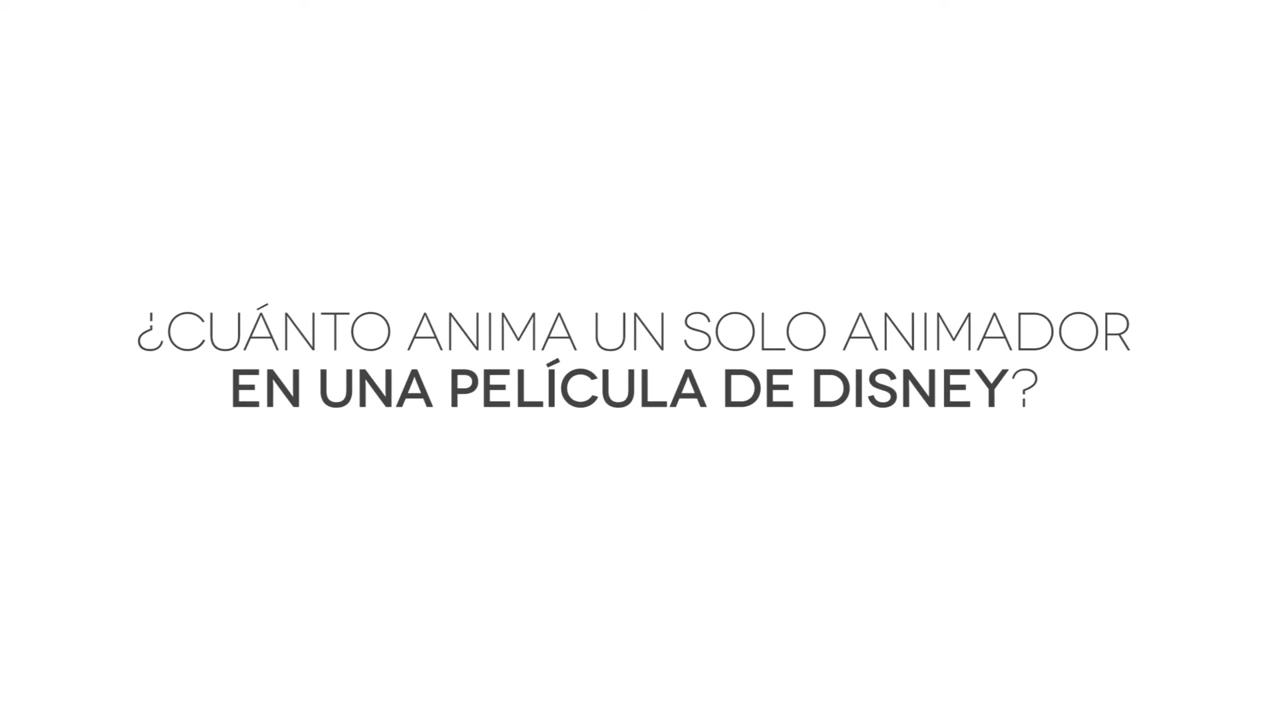 ¿CUÁNTO ANIMA UN SOLO ANIMADOR
EN UNA PELÍCULA DE DISNEY?